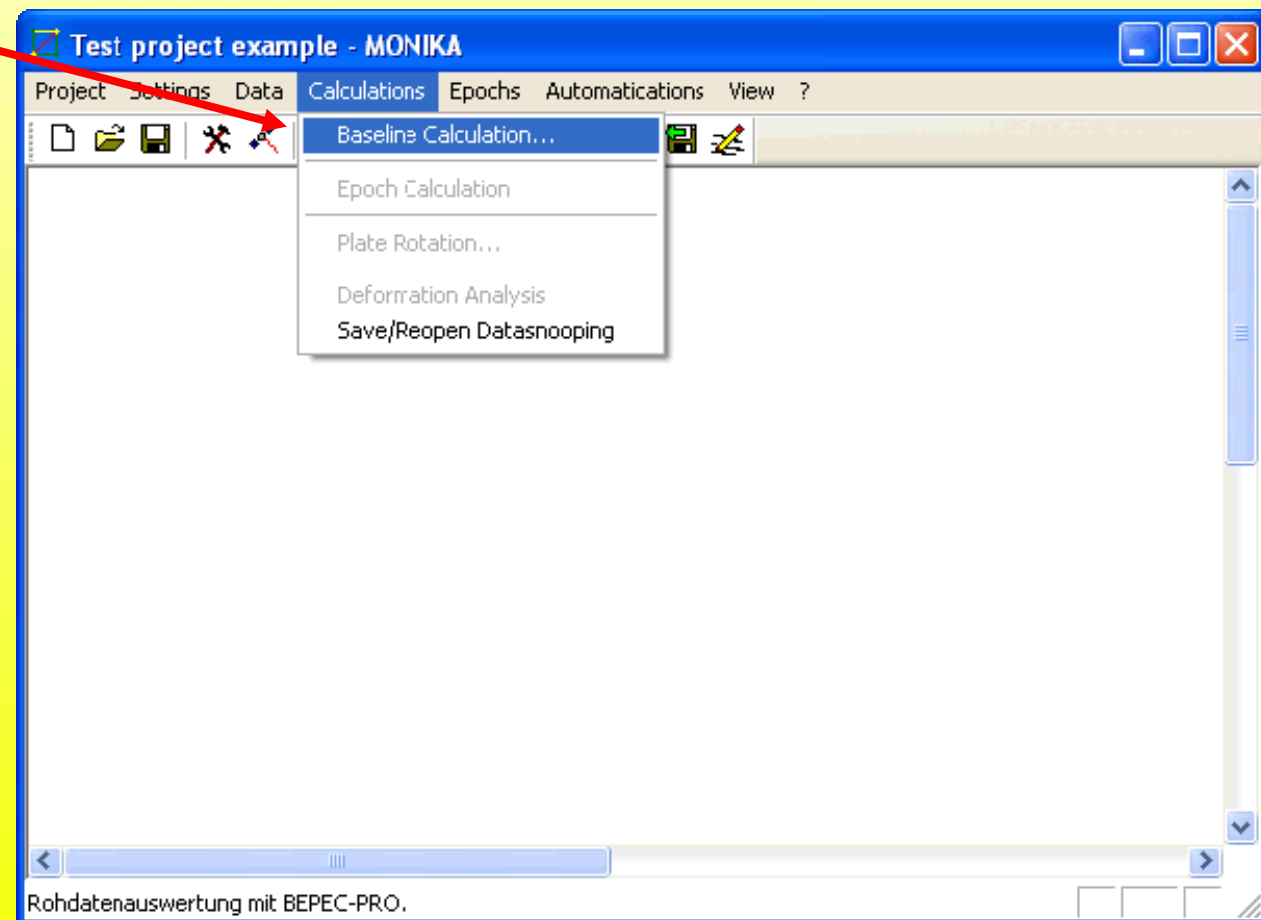 Test project example - MONIKA
Project Settings Data Calculations Epochs Automatications View ?
Baseline Calculation...
Epoch Calculation
Plate Rotation...
Deformation Analysis
Save/Reopen Datasnooping
Rohdatenauswertung mit BEPEC-PRO.